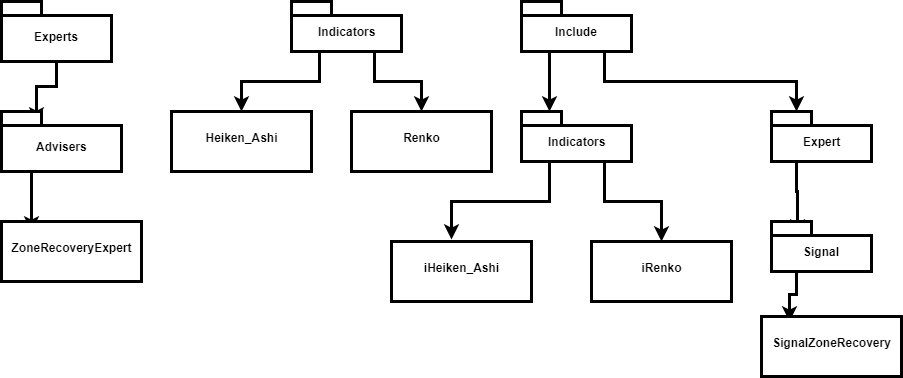 Experts
Indicators
Include
Heiken_Ashi
Renko
Advisers
Indicators
Expert
ZoneRecoveryExpert
iHeiken_Ashi
iRenko
Signal
SignalZoneRecovery